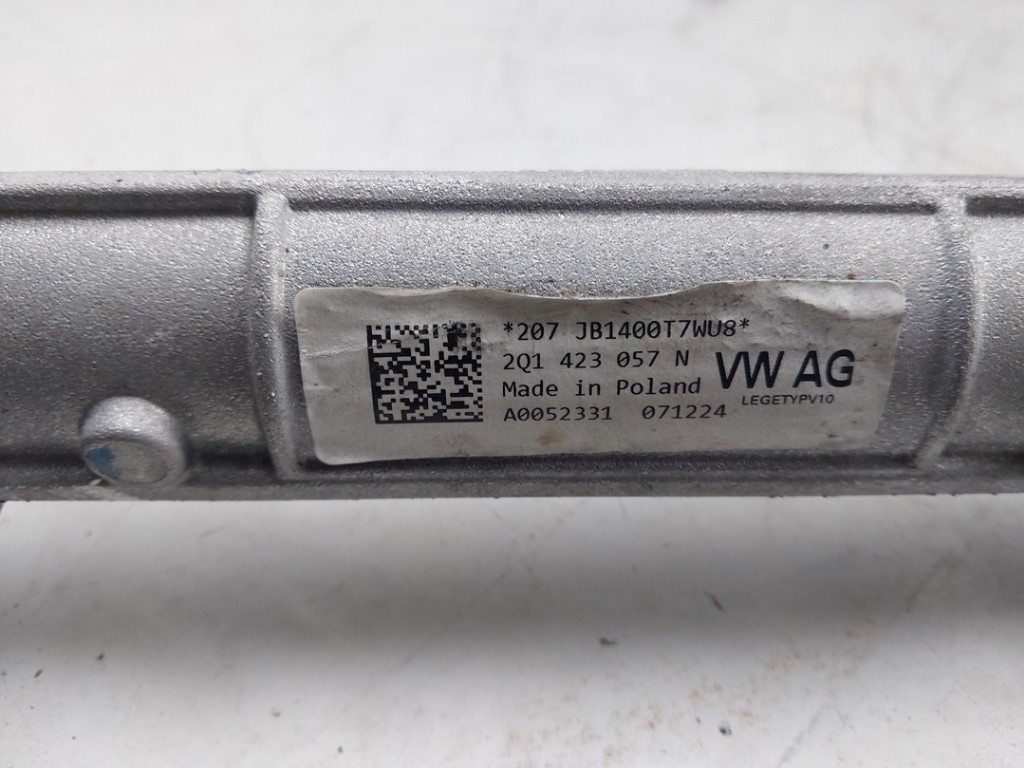 *207 JB1400T7WU8*
2Q1 423 057 N
Made in Poland
A0052331 071224
VW AG
LEGETYPV10